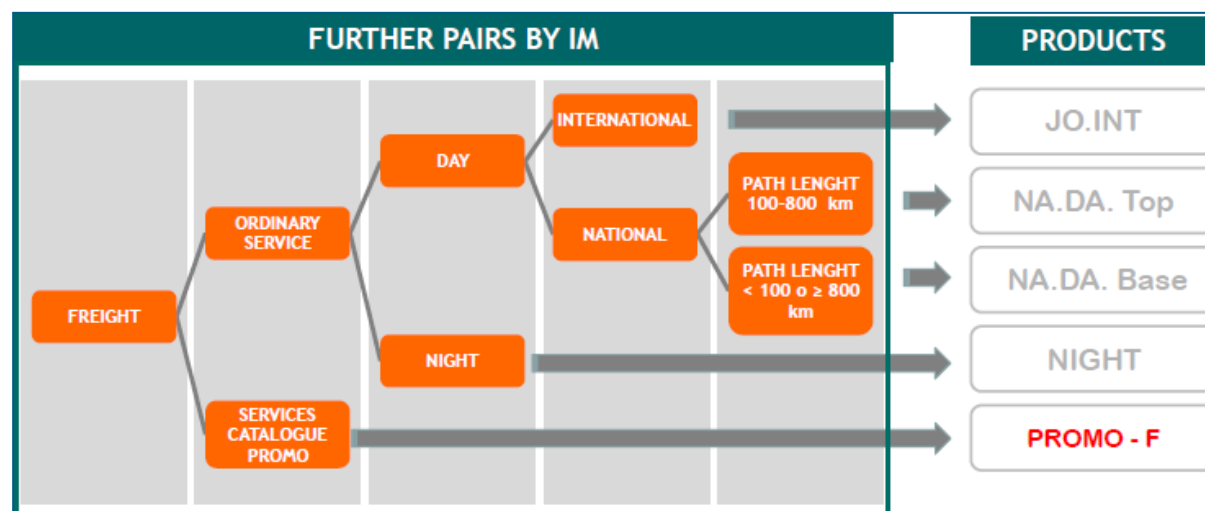 FURTHER PAIRS BY IM
PRODUCTS
INTERNATIONAL
JO.INT
DAY
PATH LENGHT
100-800 km
NA.DA. Top
ORDINARY
SERVICE
NATIONAL
PATH LENGHT
< 100 o ≥ 800
km
NA.DA. Base
FREIGHT
NIGHT
NIGHT
SERVICES
CATALOGUE
PROMO
PROMO - F